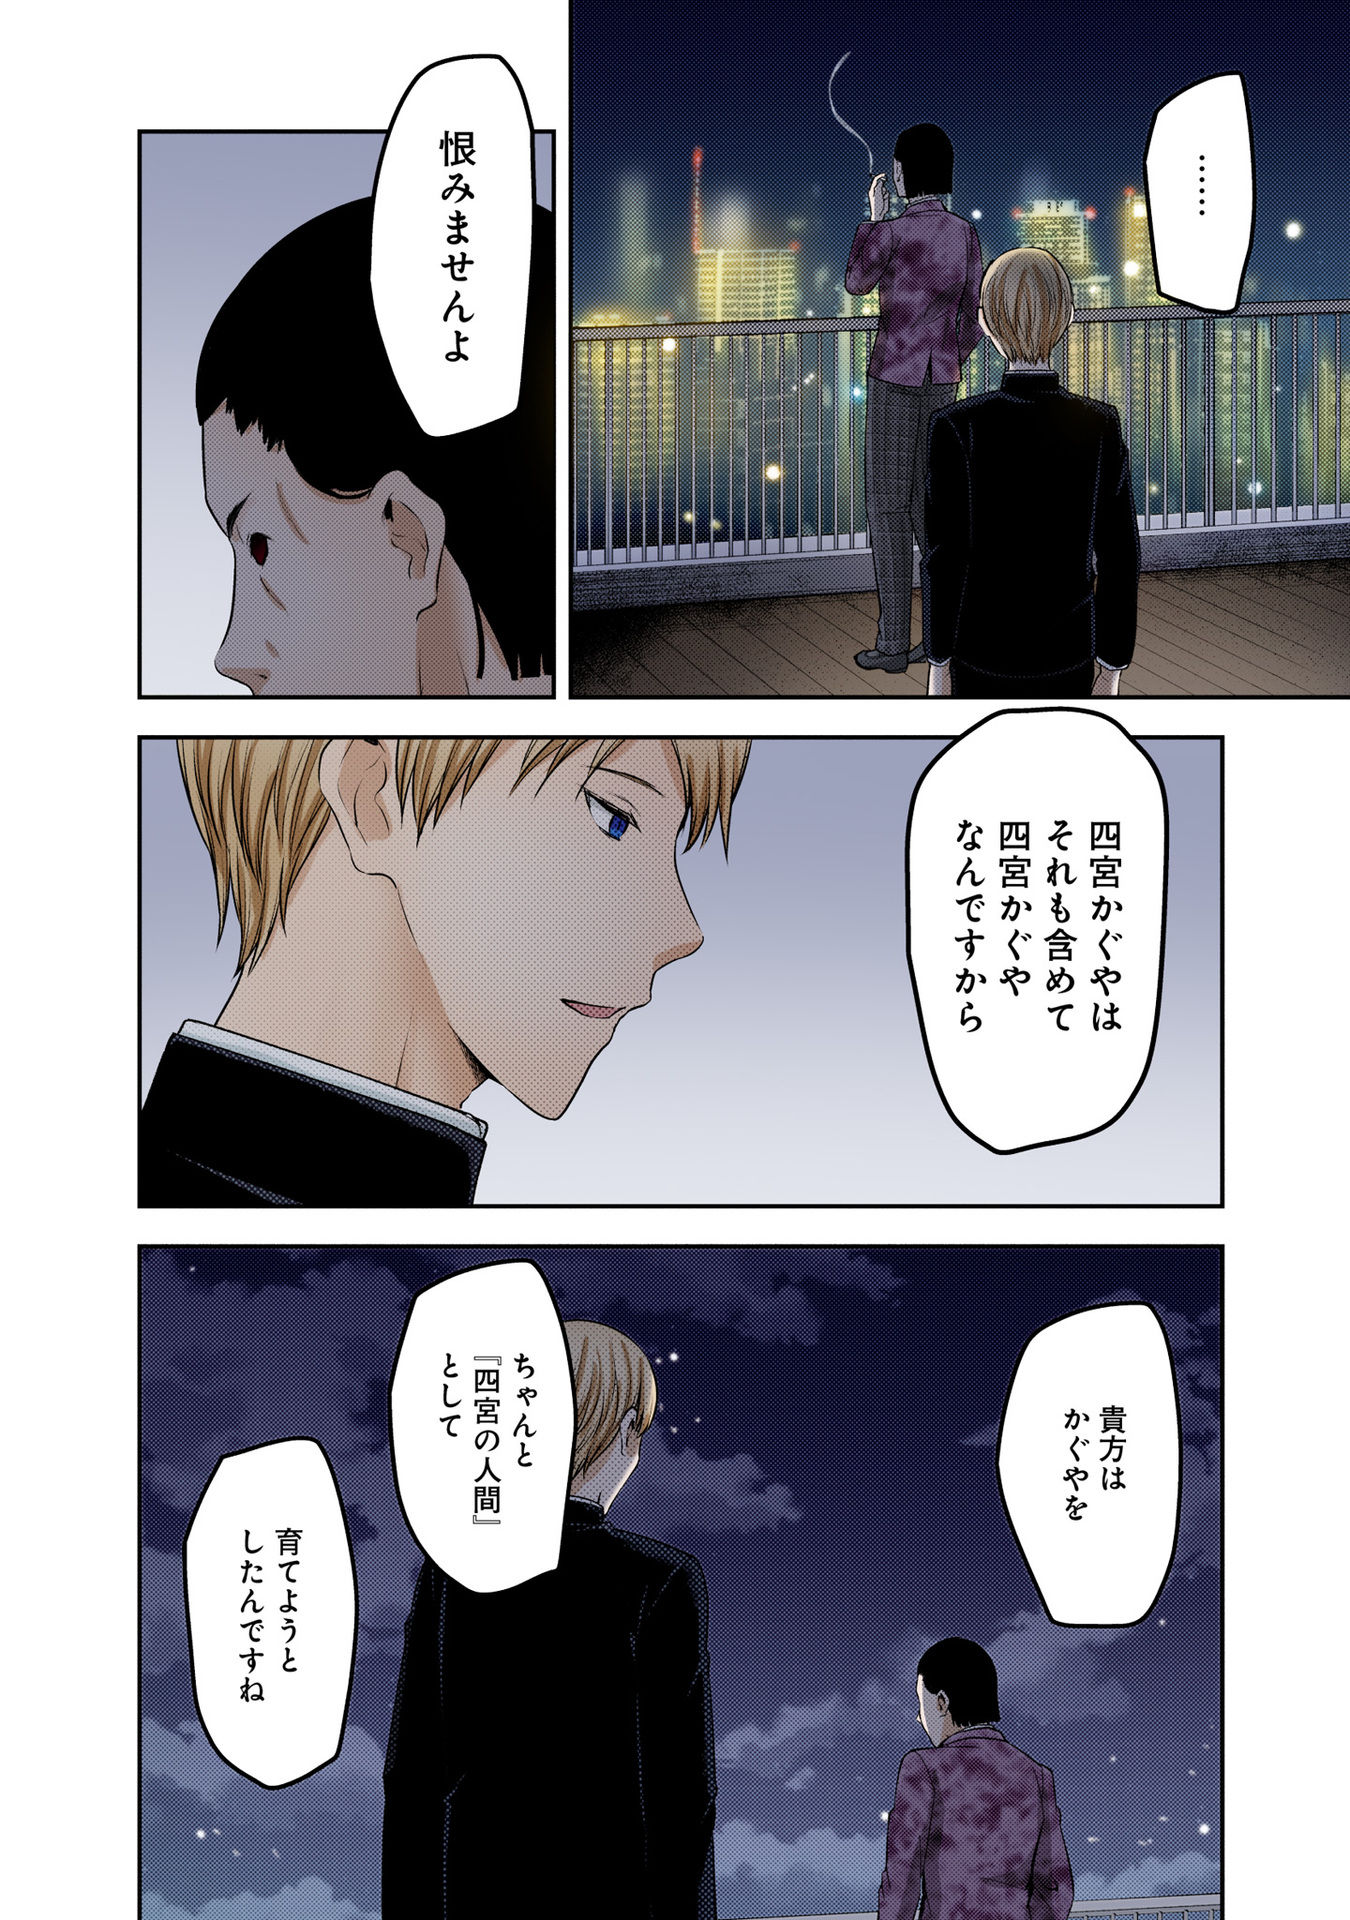 ……
恨みませんよ
四宮かぐやは
それも含めて
四宮かぐや
なんですから
貴方は
かぐやを
ちゃんと
『四宮の人間』
として
育てようと
したんですね